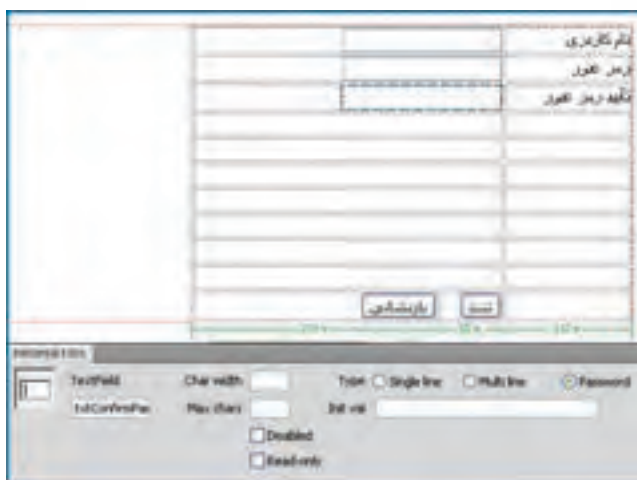 نام کاربری
رمز عبور
تأیید رمز عبور
ثبت
بازنشانی
PROPERTIES
TextField
Char width
Type
Single line
Multi line
Password
Max chars
Init val
Disabled
Read-only